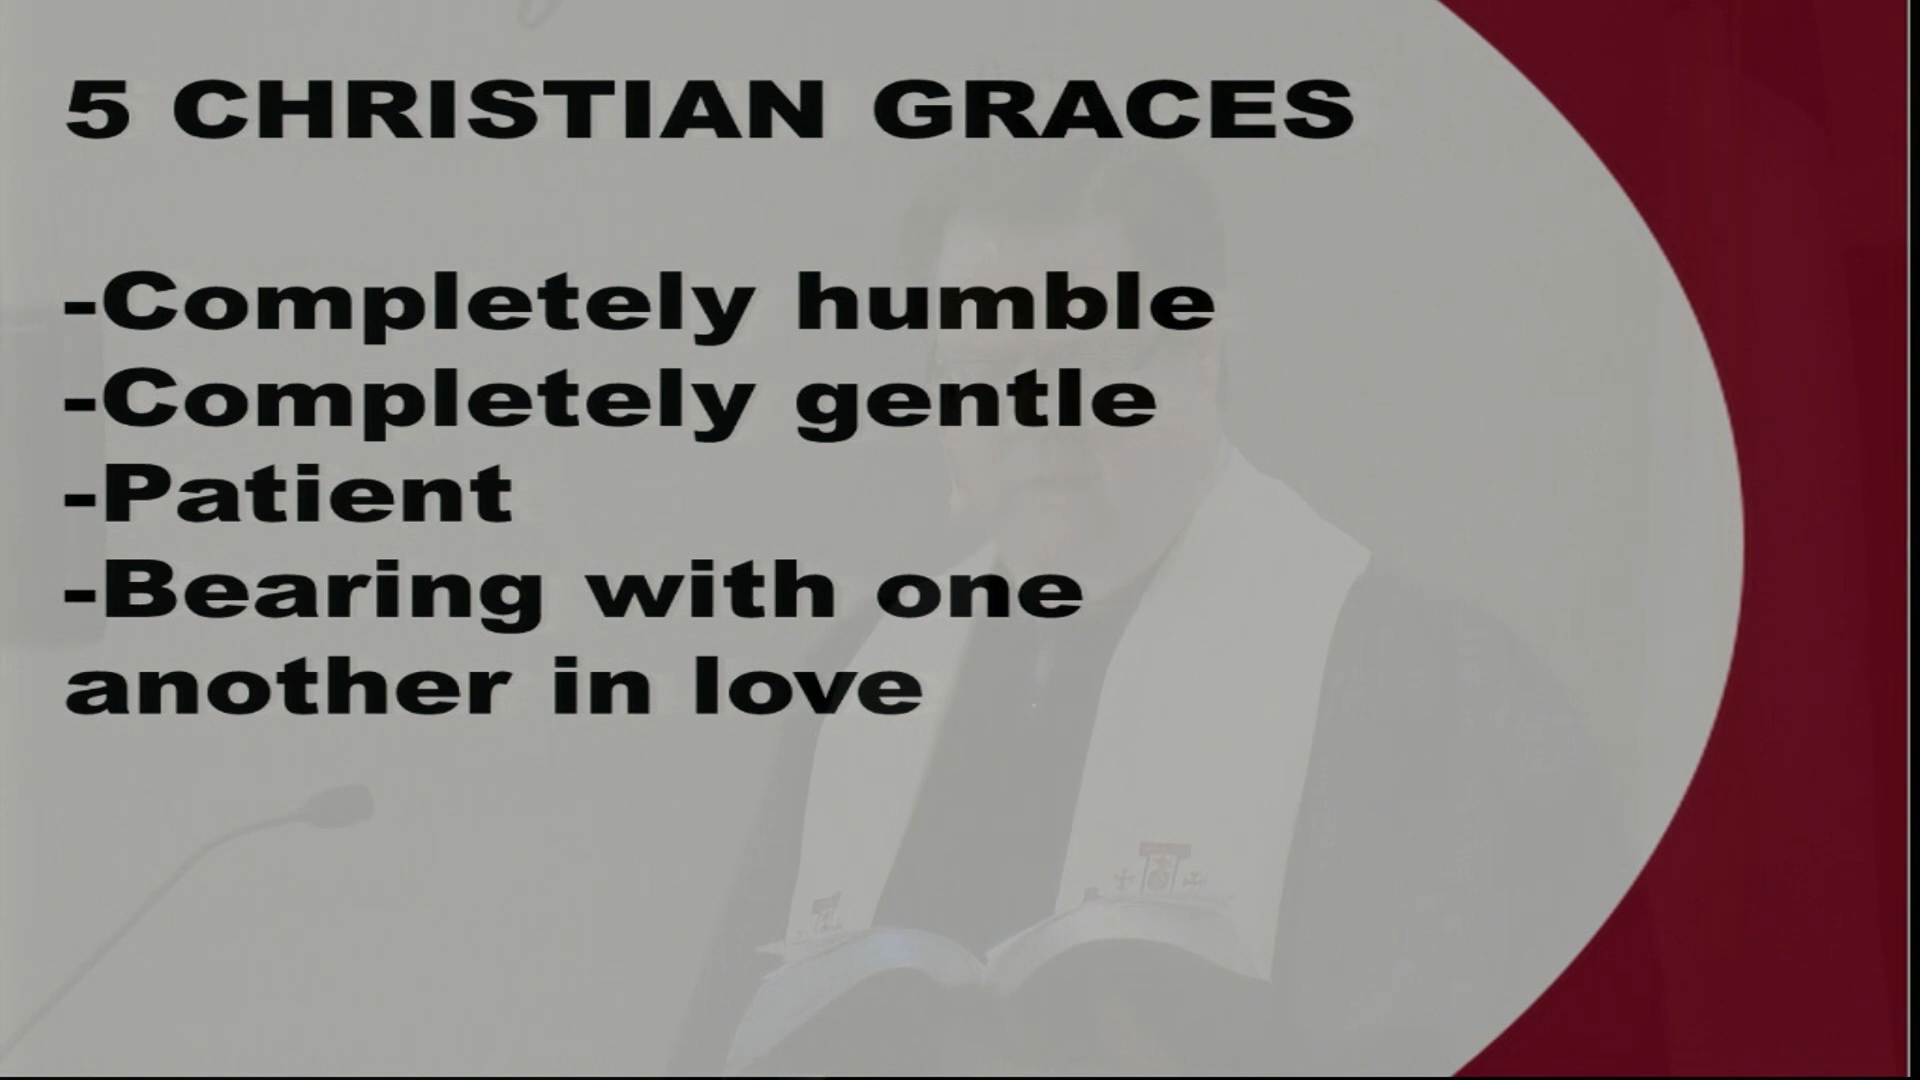 5 CHRISTIAN GRACES
-Completely humble
-Completely gentle
-Patient
-Bearing with one
another in love